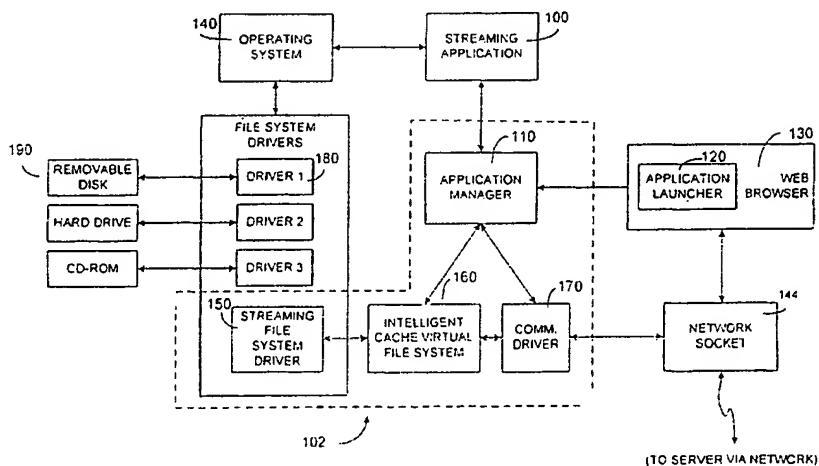 140
OPERATING
SYSTEM
100
STREAMING
APPLICATION
FILE SYSTEM
DRIVERS
190
REMOVABLE
DISK
180
DRIVER 1
HARD DRIVE
DRIVER 2
CD-ROM
DRIVER 3
110
APPLICATION
MANAGER
120
APPLICATION
LAUNCHER
130
WEB
BROWSER
150
STREAMING
FILE
SYSTEM
DRIVER
160
INTELLIGENT
CACHE VIRTUAL
FILE SYSTEM
170
COMM.
DRIVER
144
NETWORK
SOCKET
102
(TO SERVER VIA NETWORK)